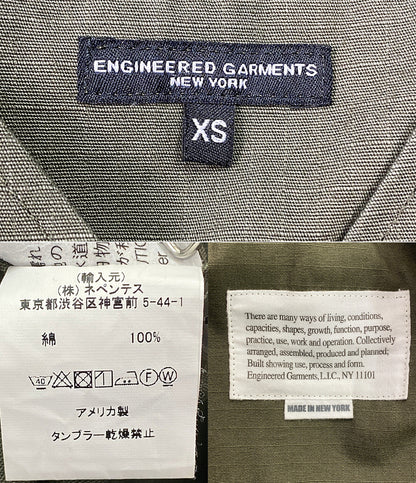 ENGINEERED GARMENTS
NEW YORK
XS
(輸入元)
(株) ネペンテス
東京都渋谷区神宮前 5-44-1
綿 100%
40
F W
アメリカ製
タンブラー乾燥禁止
There are many ways of living, conditions,
capacities, shapes, growth, function, purpose,
practice, use, work and operation. Collectively
arranged, assembled, produced and planned;
Built showing use, process and form.
Engineered Garments, L.I.C., NY 11101
MADE IN NEW YORK